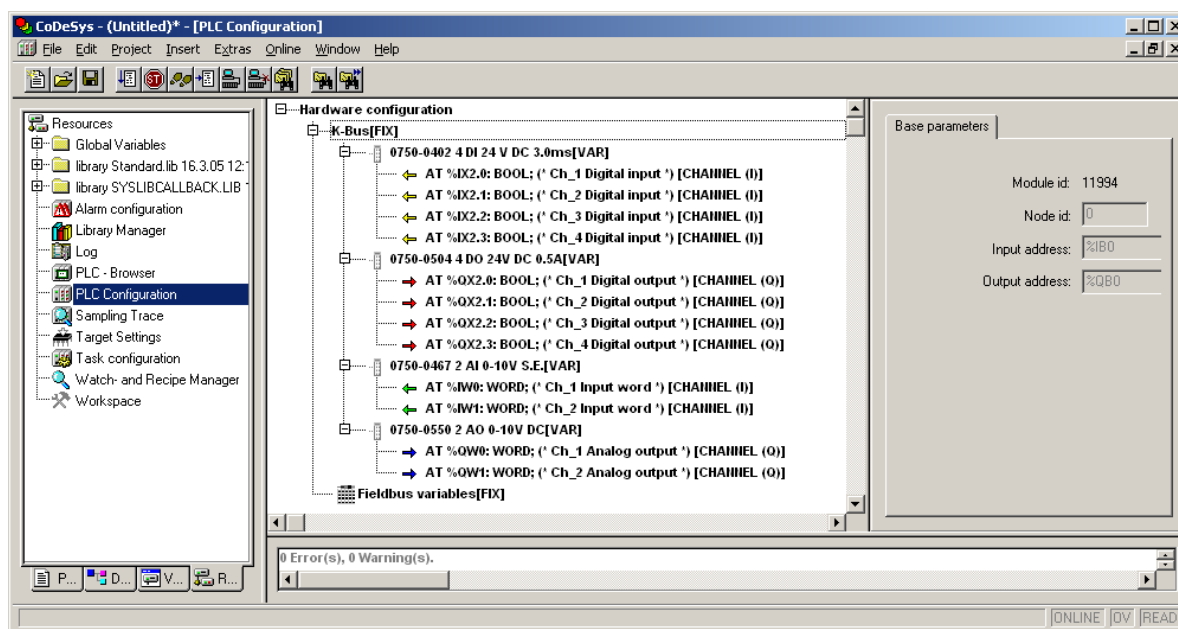 CoDeSys - (Untitled)* - [PLC Configuration]
File Edit Project Insert Extras Online Window Help
Resources
Global Variables
library Standard.lib 16.3.05 12:
library SYSLIBCALLBACK.LIB
Alarm configuration
Library Manager
Log
PLC - Browser
PLC Configuration
Sampling Trace
Target Settings
Task configuration
Watch- and Recipe Manager
Workspace
P... D... V... R...
Hardware configuration
K-Bus[FIX]
0750-0402 4 DI 24 V DC 3.0ms[VAR]
AT %IX2.0: BOOL; (* Ch_1 Digital input *) [CHANNEL (I)]
AT %IX2.1: BOOL; (* Ch_2 Digital input *) [CHANNEL (I)]
AT %IX2.2: BOOL; (* Ch_3 Digital input *) [CHANNEL (I)]
AT %IX2.3: BOOL; (* Ch_4 Digital input *) [CHANNEL (I)]
0750-0504 4 DO 24V DC 0.5A[VAR]
AT %QX2.0: BOOL; (* Ch_1 Digital output *) [CHANNEL (Q)]
AT %QX2.1: BOOL; (* Ch_2 Digital output *) [CHANNEL (Q)]
AT %QX2.2: BOOL; (* Ch_3 Digital output *) [CHANNEL (Q)]
AT %QX2.3: BOOL; (* Ch_4 Digital output *) [CHANNEL (Q)]
0750-0467 2 AI 0-10V S.E.[VAR]
AT %IW0: WORD; (* Ch_1 Input word *) [CHANNEL (I)]
AT %IW1: WORD; (* Ch_2 Input word *) [CHANNEL (I)]
0750-0550 2 AO 0-10V DC[VAR]
AT %QW0: WORD; (* Ch_1 Analog output *) [CHANNEL (Q)]
AT %QW1: WORD; (* Ch_2 Analog output *) [CHANNEL (Q)]
Fieldbus variables[FIX]
Base parameters
Module id: 11994
Node id: 0
Input address: %IB0
Output address: %QB0
0 Error(s), 0 Warning(s).
ONLINE OV READ